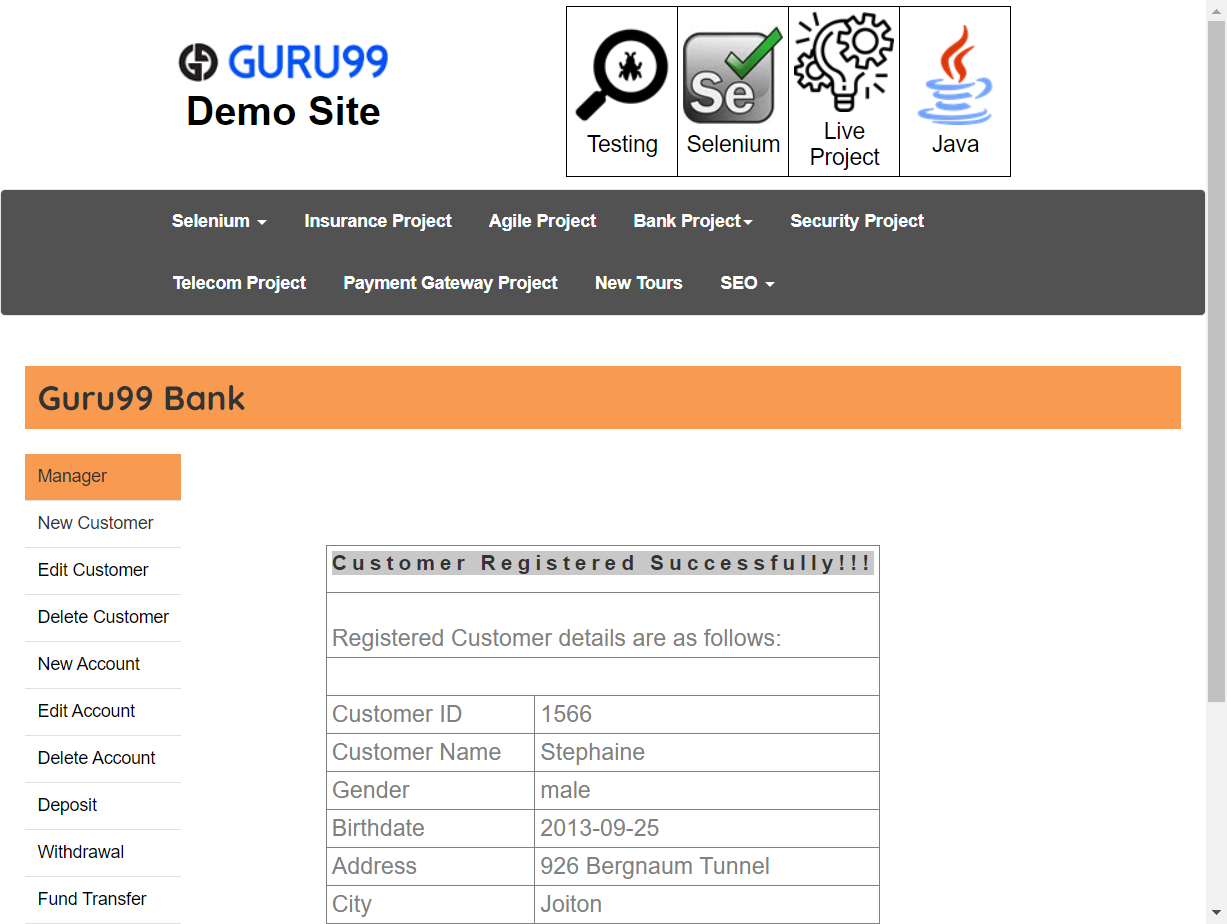 GURU99
Demo Site
Testing
Se
Selenium
Live
Project
Java
Selenium
Insurance Project
Agile Project
Bank Project
Security Project
Telecom Project
Payment Gateway Project
New Tours
SEO
Guru99 Bank
Manager
New Customer
Edit Customer
Delete Customer
New Account
Edit Account
Delete Account
Deposit
Withdrawal
Fund Transfer
Customer Registered Successfully!!!
Registered Customer details are as follows:
Customer ID 1566
Customer Name Stephaine
Gender male
Birthdate 2013-09-25
Address 926 Bergnaum Tunnel
City Joiton